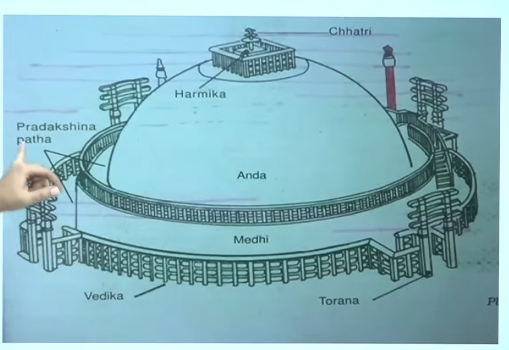 Chhatri
Harmika
Pradakshina
patha
Anda
Medhi
Vedika
Torana